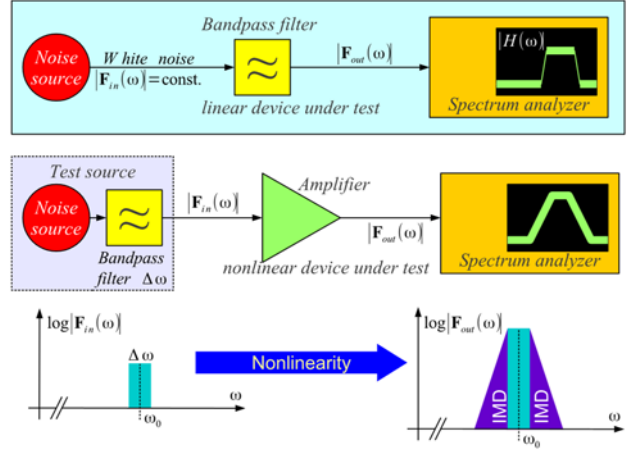 Bandpass filter
Noise source
W hite noise
|F_in(ω)|=const.
|F_out(ω)|
|H(ω)|
linear device under test
Spectrum analyzer
Test source
Noise source
Bandpass filter Δω
|F_in(ω)|
Amplifier
|F_out(ω)|
nonlinear device under test
Spectrum analyzer
log|F_in(ω)|
Δω
ω
ω₀
Nonlinearity
log|F_out(ω)|
IMD
IMD
ω
ω₀